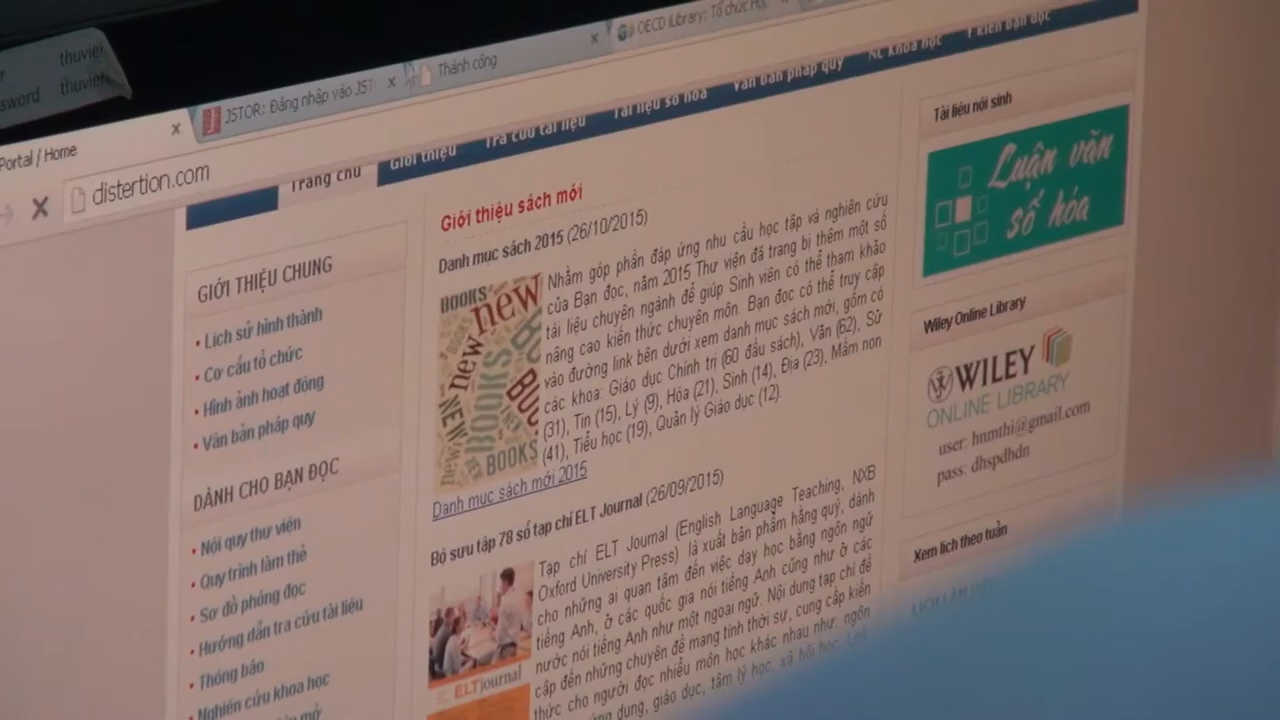 thuviện
ssword
OECD iLibrary: Tổ chức Hợp
Thành công
JSTOR: Đăng nhập vào JST
Portal / Home
distertion.com
Trang chủ
Giới thiệu
Tra cứu tài liệu
Tài liệu số hóa
Văn bản pháp quy
NC khoa học
Ý kiến bạn đọc
GIỚI THIỆU CHUNG
Lịch sử hình thành
Cơ cấu tổ chức
Hình ảnh hoạt động
Văn bản pháp quy
DÀNH CHO BẠN ĐỌC
Nội quy thư viện
Quy trình làm thẻ
Sơ đồ phòng đọc
Hướng dẫn tra cứu tài liệu
Thông báo
Nghiên cứu khoa học
Giới thiệu sách mới
Danh mục sách 2015 (26/10/2015)
BOOKS
new
Nhằm góp phần đáp ứng nhu cầu học tập và nghiên cứu
của Bạn đọc, năm 2015 Thư viện đã trang bị thêm một số
tài liệu chuyên ngành để giúp Sinh viên có thể tham khảo
nâng cao kiến thức chuyên môn. Bạn đọc có thể truy cập
vào đường link bên dưới xem danh mục sách mới, gồm có
các khoa: Giáo dục Chính trị (60 đầu sách), Văn (62), Sử
(31), Tin (15), Lý (9), Hóa (21), Sinh (14), Địa (23), Mầm non
(41), Tiểu học (19), Quản lý Giáo dục (12).
Danh mục sách mới 2015
Bộ sưu tập 78 số tạp chí ELT Journal (26/09/2015)
ELTjournal
Tạp chí ELT Journal (English Language Teaching, NXB
Oxford University Press) là xuất bản phẩm hằng quý, dành
cho những ai quan tâm đến việc dạy học bằng ngôn ngữ
tiếng Anh, ở các quốc gia nói tiếng Anh cũng như ở các
nước nói tiếng Anh như một ngoại ngữ. Nội dung tạp chí đề
cập đến những chuyên đề mang tính thời sự, cung cấp kiến
thức cho người đọc nhiều môn học khác nhau như: ngôn
dụng, giáo dục, tâm lý học, xã hội học.
Tài liệu nội sinh
Luận văn
số hóa
Wiley Online Library
WILEY
ONLINE LIBRARY
user: hnmthi@gmail.com
pass: dhspdhdn
Xem lịch theo tuần